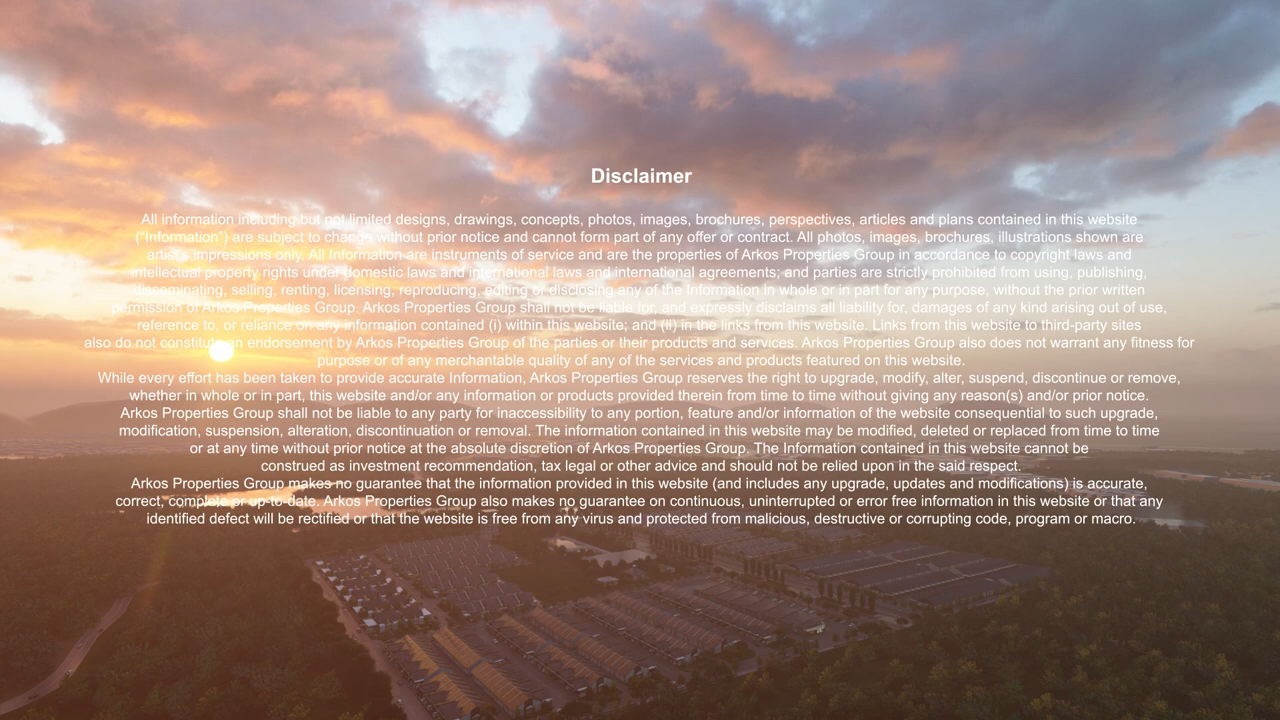 Disclaimer
All information including but not limited designs, drawings, concepts, photos, images, brochures, perspectives, articles and plans contained in this website
(“Information”) are subject to change without prior notice and cannot form part of any offer or contract. All photos, images, brochures, illustrations shown are
artist's impressions only. All Information are instruments of service and are the properties of Arkos Properties Group in accordance to copyright laws and
intellectual property rights under domestic laws and international laws and international agreements; and parties are strictly prohibited from using, publishing,
disseminating, selling, renting, licensing, reproducing, editing or disclosing any of the Information in whole or in part for any purpose, without the prior written
permission of Arkos Properties Group. Arkos Properties Group shall not be liable for, and expressly disclaims all liability for, damages of any kind arising out of use,
reference to, or reliance on any information contained (i) within this website; and (ii) in the links from this website. Links from this website to third-party sites
also do not constitute an endorsement by Arkos Properties Group of the parties or their products and services. Arkos Properties Group also does not warrant any fitness for
purpose or of any merchantable quality of any of the services and products featured on this website.
While every effort has been taken to provide accurate Information, Arkos Properties Group reserves the right to upgrade, modify, alter, suspend, discontinue or remove,
whether in whole or in part, this website and/or any information or products provided therein from time to time without giving any reason(s) and/or prior notice.
Arkos Properties Group shall not be liable to any party for inaccessibility to any portion, feature and/or information of the website consequential to such upgrade,
modification, suspension, alteration, discontinuation or removal. The information contained in this website may be modified, deleted or replaced from time to time
or at any time without prior notice at the absolute discretion of Arkos Properties Group. The Information contained in this website cannot be
construed as investment recommendation, tax legal or other advice and should not be relied upon in the said respect.
Arkos Properties Group makes no guarantee that the information provided in this website (and includes any upgrade, updates and modifications) is accurate,
correct, complete or up-to-date. Arkos Properties Group also makes no guarantee on continuous, uninterrupted or error free information in this website or that any
identified defect will be rectified or that the website is free from any virus and protected from malicious, destructive or corrupting code, program or macro.